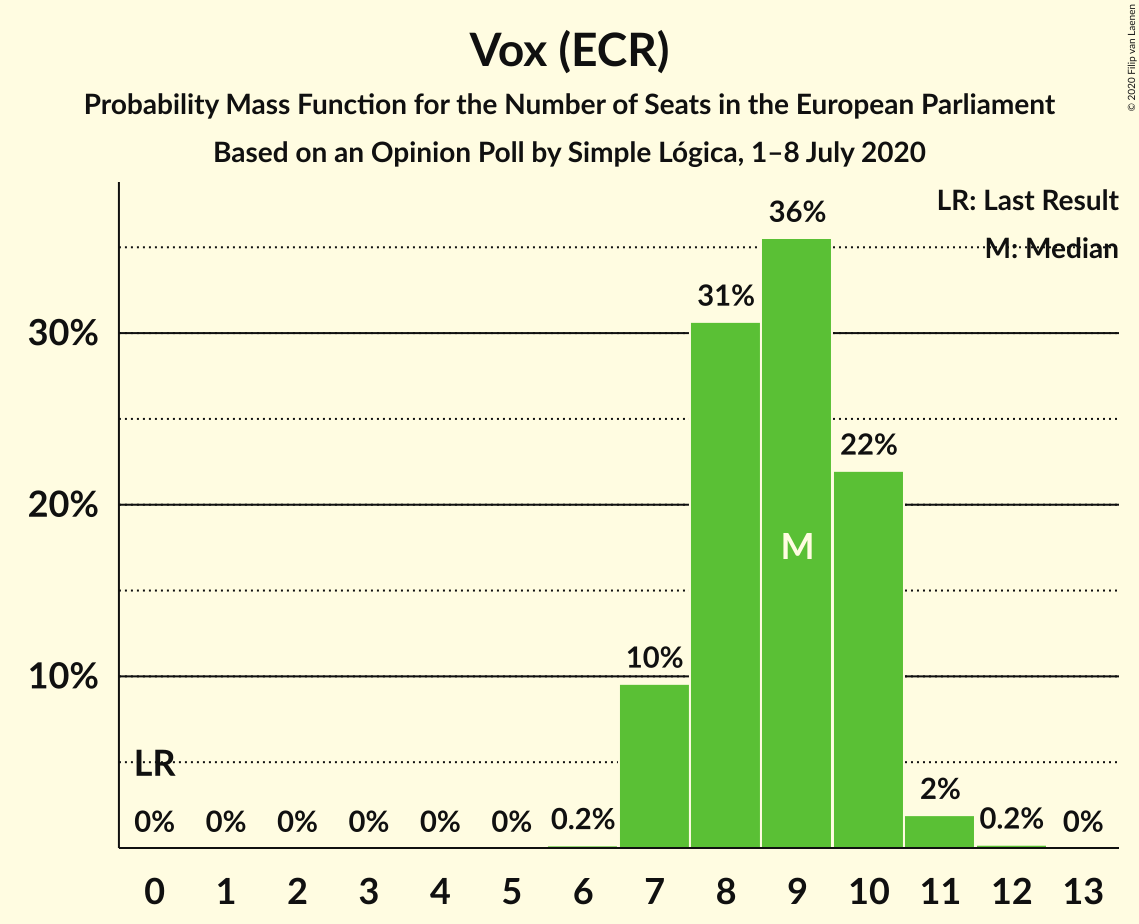 Vox (ECR)
Probability Mass Function for the Number of Seats in the European Parliament
Based on an Opinion Poll by Simple Lógica, 1–8 July 2020
© 2020 Filip van Laenen
LR: Last Result
M: Median
36%
31%
30%
22%
20%
M
10%
10%
LR
2%
0% 0% 0% 0% 0% 0% 0.2% 0.2% 0%
0 1 2 3 4 5 6 7 8 9 10 11 12 13